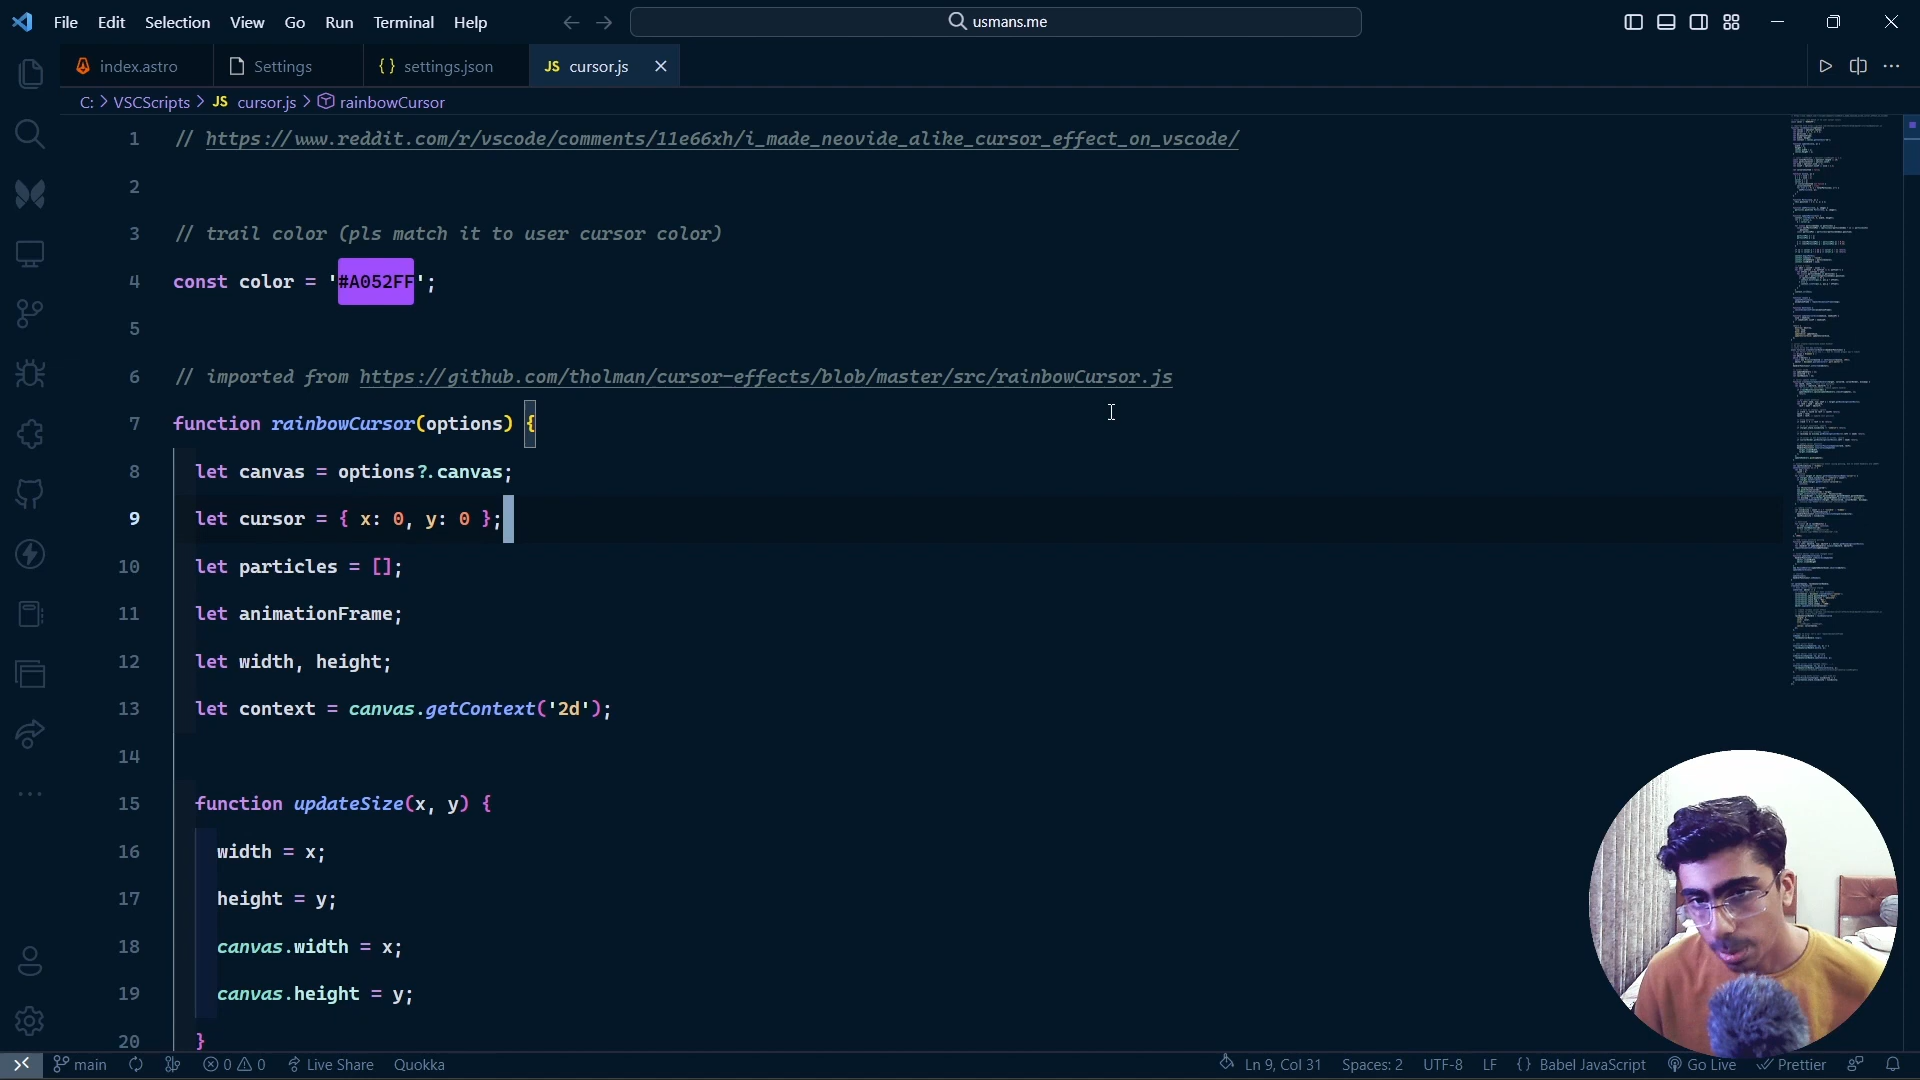 File Edit Selection View Go Run Terminal Help
usmans.me
index.astro
Settings
{} settings.json
JS cursor.js
C: > VSCScripts > JS cursor.js > rainbowCursor
1 // https://www.reddit.com/r/vscode/comments/11e66xh/i_made_neovide_alike_cursor_effect_on_vscode/
2
3 // trail color (pls match it to user cursor color)
4 const color = '#A052FF';
5
6 // imported from https://github.com/tholman/cursor-effects/blob/master/src/rainbowCursor.js
7 function rainbowCursor(options) {
8 let canvas = options?.canvas;
9 let cursor = { x: 0, y: 0 };
10 let particles = [];
11 let animationFrame;
12 let width, height;
13 let context = canvas.getContext('2d');
14
15 function updateSize(x, y) {
16 width = x;
17 height = y;
18 canvas.width = x;
19 canvas.height = y;
20 }
main 0 0 Live Share Quokka Ln 9, Col 31 Spaces: 2 UTF-8 LF {} Babel JavaScript Go Live Prettier